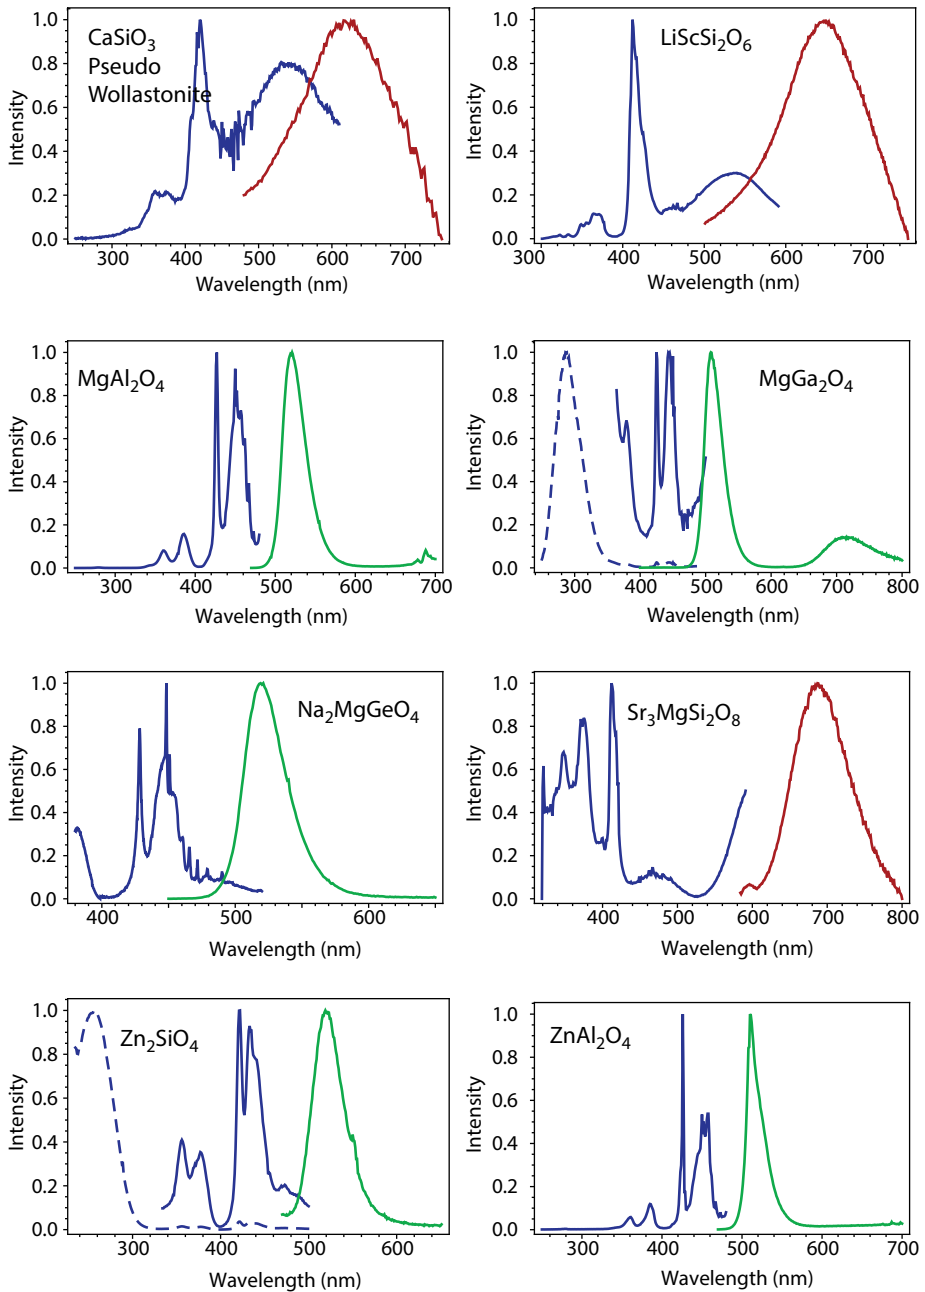 CaSiO3
Pseudo
Wollastonite
Intensity
1.0
0.8
0.6
0.4
0.2
0.0
300 400 500 600 700
Wavelength (nm)
LiScSi2O6
Intensity
1.0
0.8
0.6
0.4
0.2
0.0
300 400 500 600 700
Wavelength (nm)
MgAl2O4
Intensity
1.0
0.8
0.6
0.4
0.2
0.0
300 400 500 600 700
Wavelength (nm)
MgGa2O4
Intensity
1.0
0.8
0.6
0.4
0.2
0.0
300 400 500 600 700 800
Wavelength (nm)
Na2MgGeO4
Intensity
1.0
0.8
0.6
0.4
0.2
0.0
400 500 600
Wavelength (nm)
Sr3MgSi2O8
Intensity
1.0
0.8
0.6
0.4
0.2
0.0
400 500 600 700 800
Wavelength (nm)
Zn2SiO4
Intensity
1.0
0.8
0.6
0.4
0.2
0.0
300 400 500 600
Wavelength (nm)
ZnAl2O4
Intensity
1.0
0.8
0.6
0.4
0.2
0.0
300 400 500 600 700
Wavelength (nm)